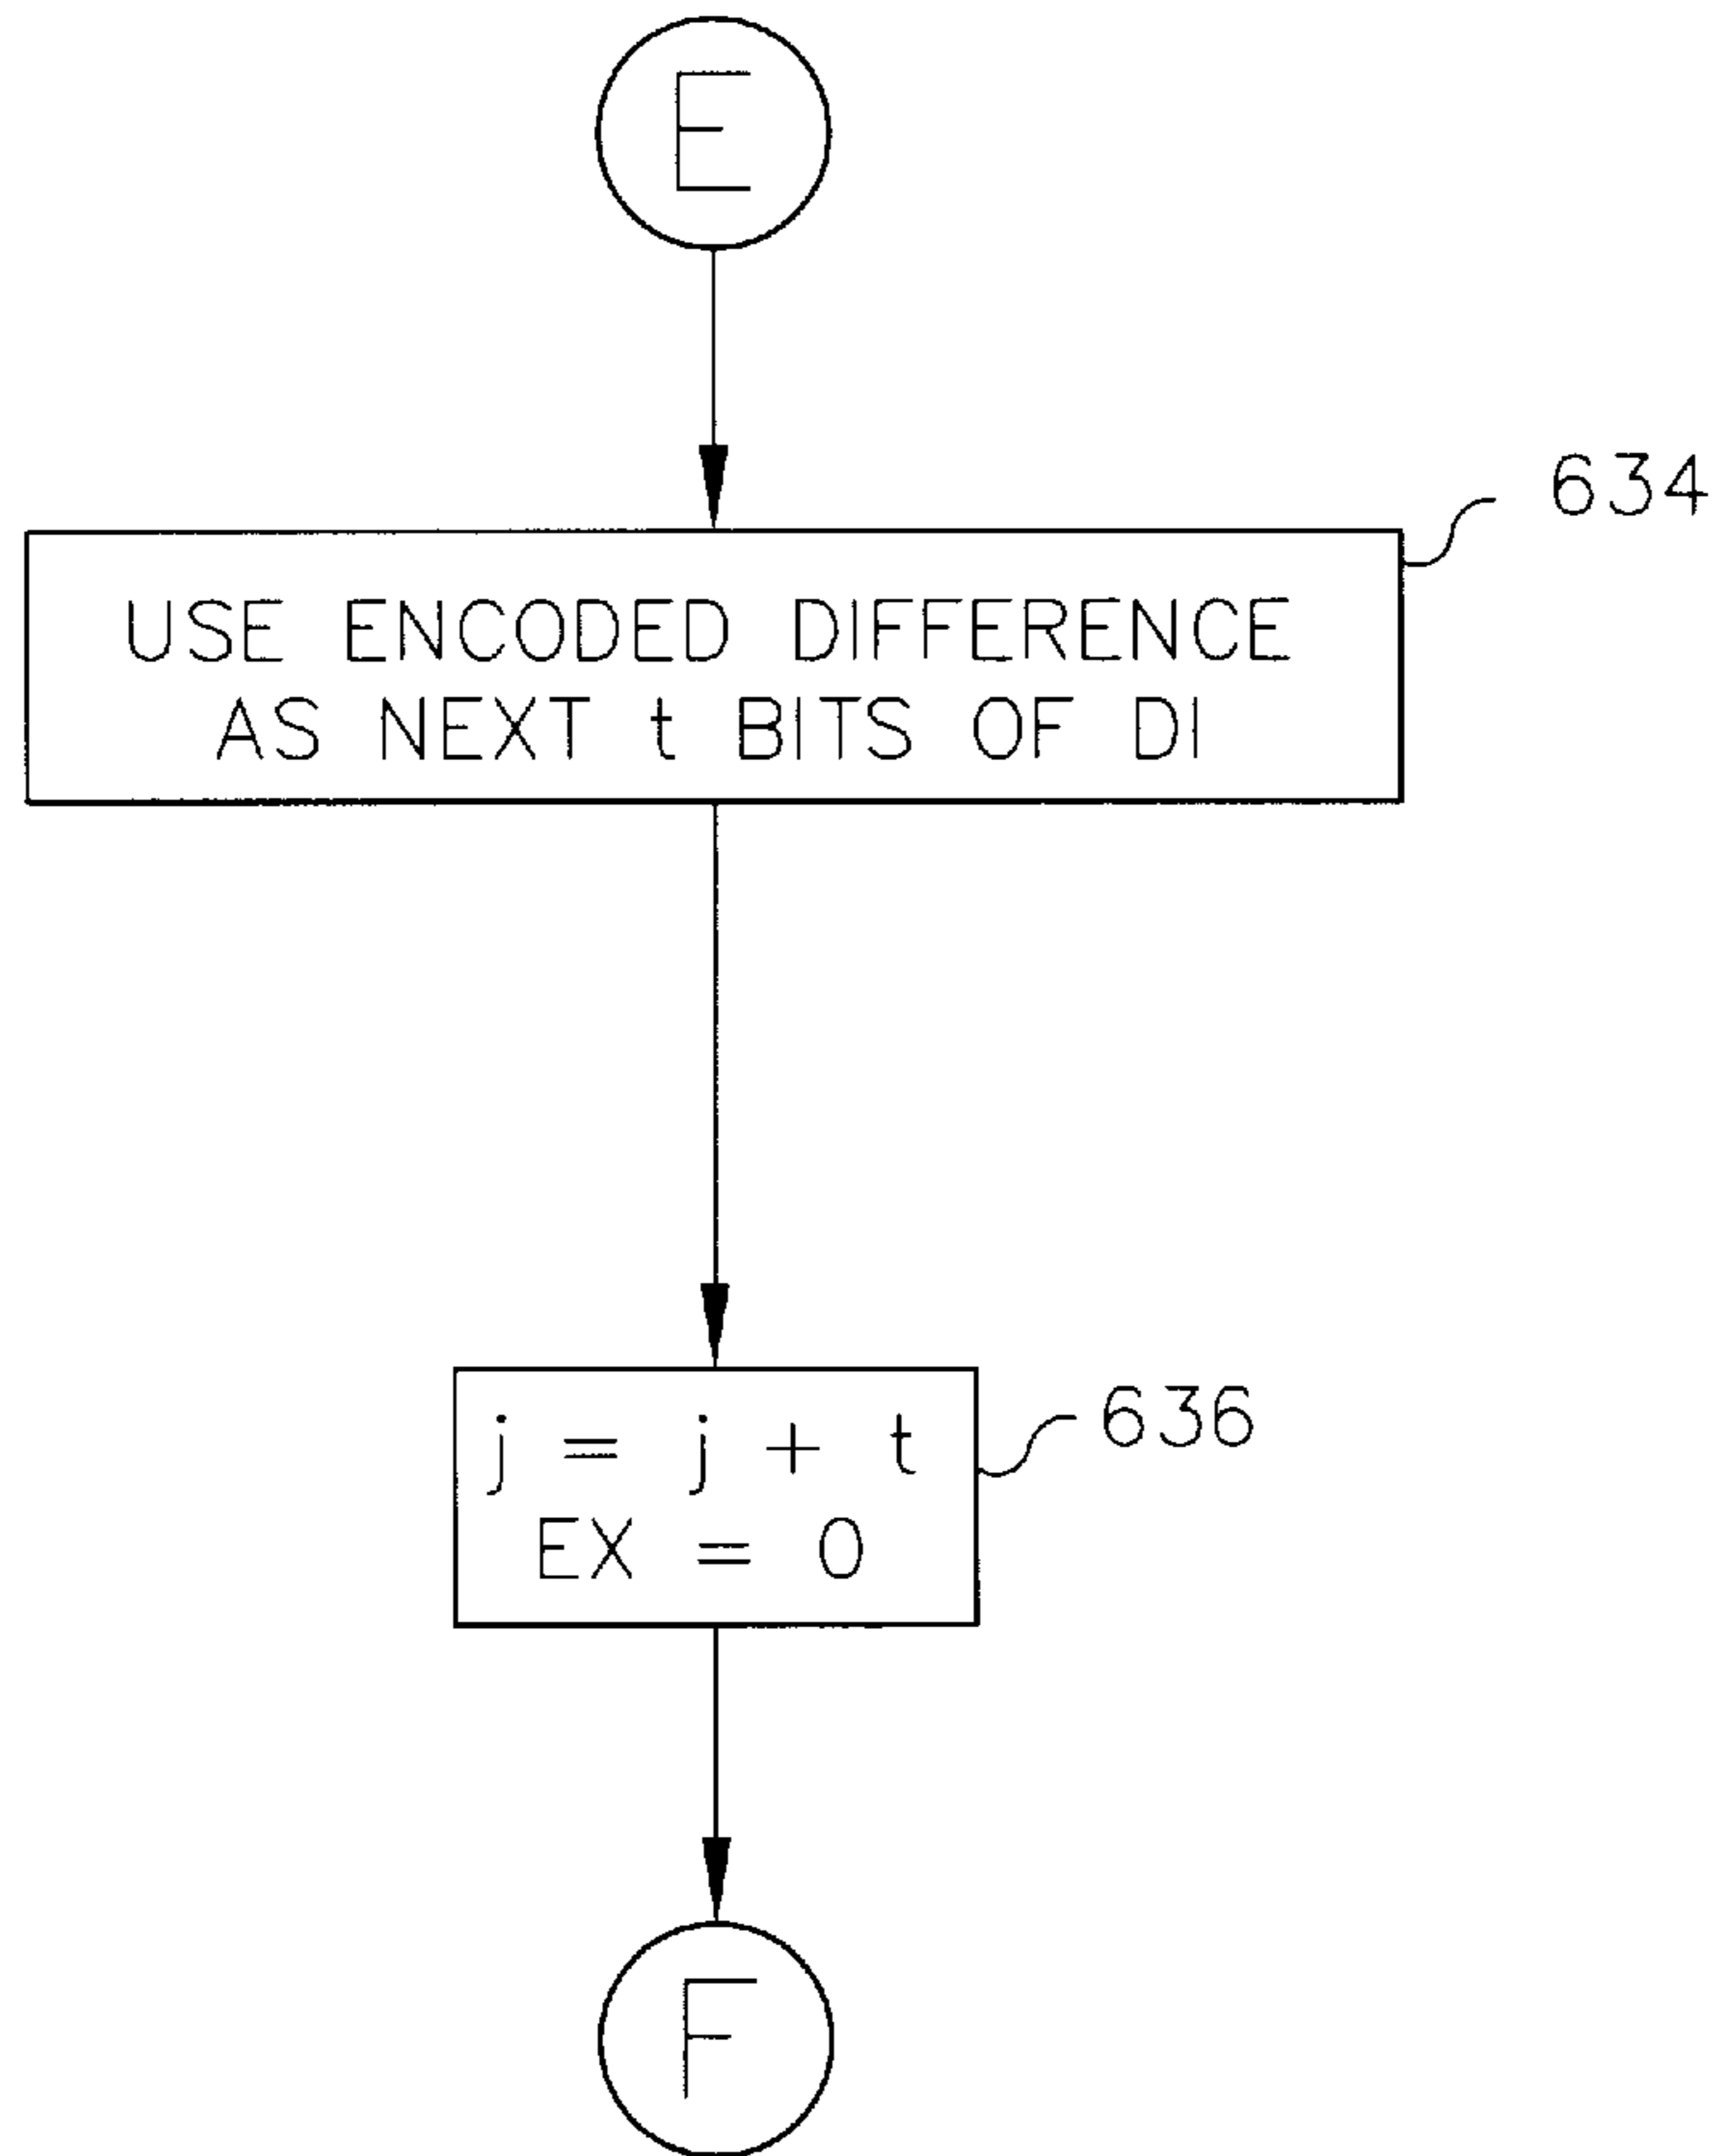 E
634
USE ENCODED DIFFERENCE
AS NEXT t BITS OF DI
j = j + t
636
EX = 0
F